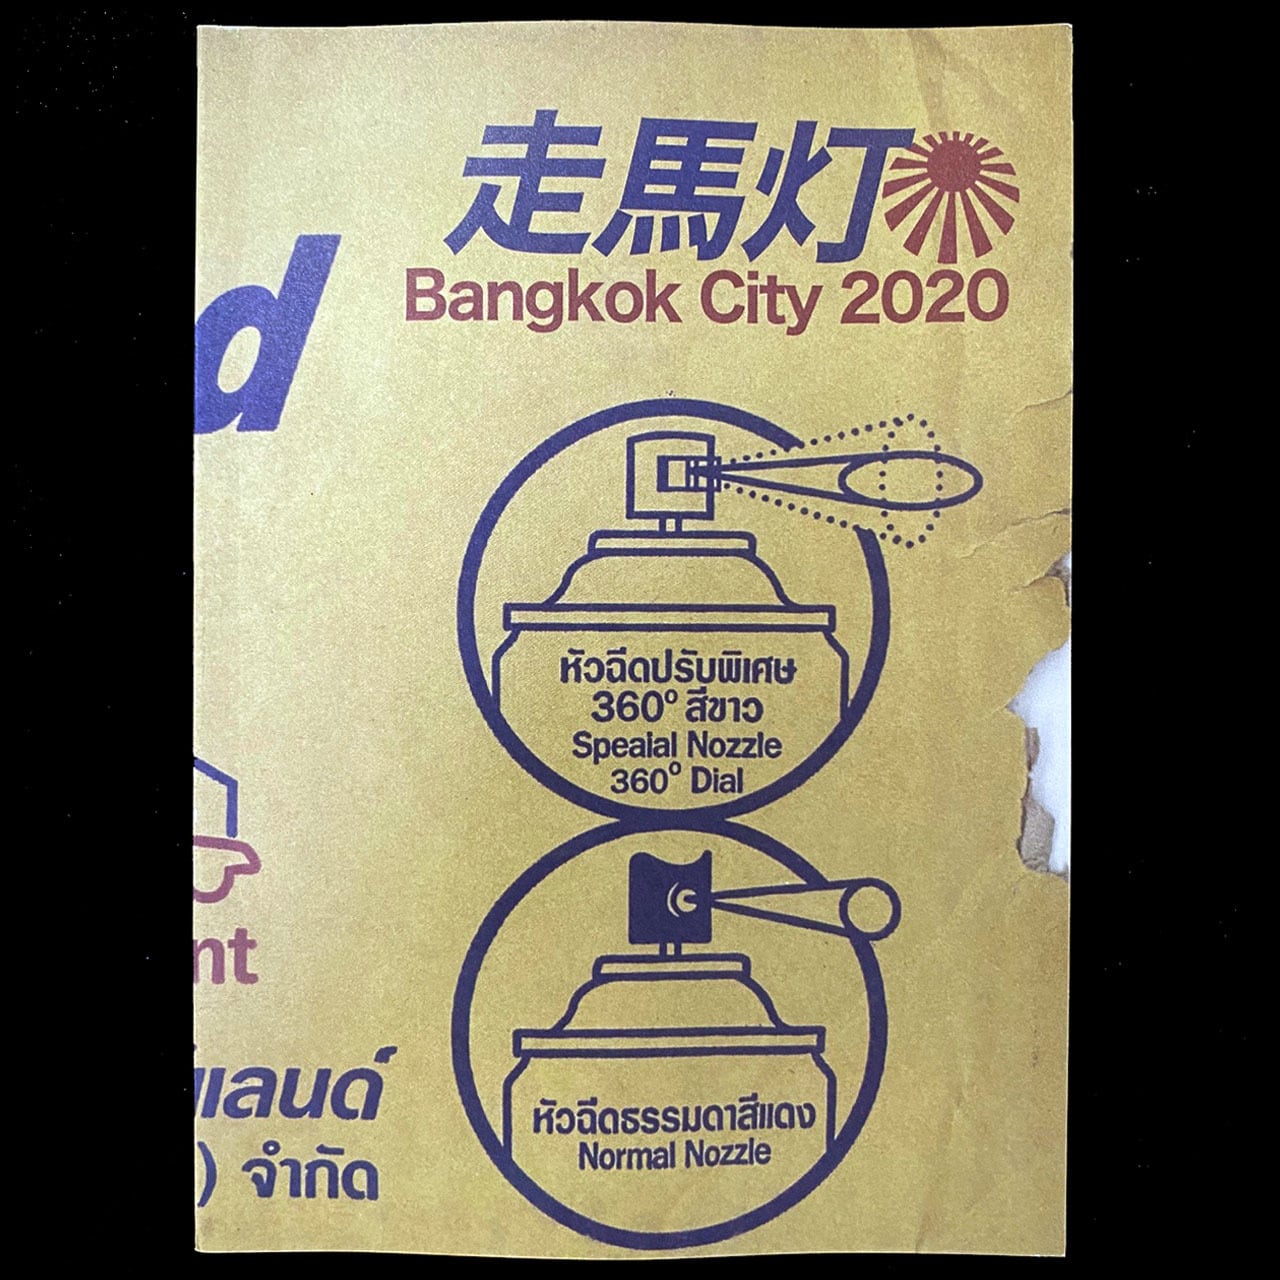 走馬灯
Bangkok City 2020
d
หัวฉีดปรับพิเศษ
360° สีขาว
Speaial Nozzle
360° Dial
nt
แลนด์
) จำกัด
หัวฉีดธรรมดาสีแดง
Normal Nozzle